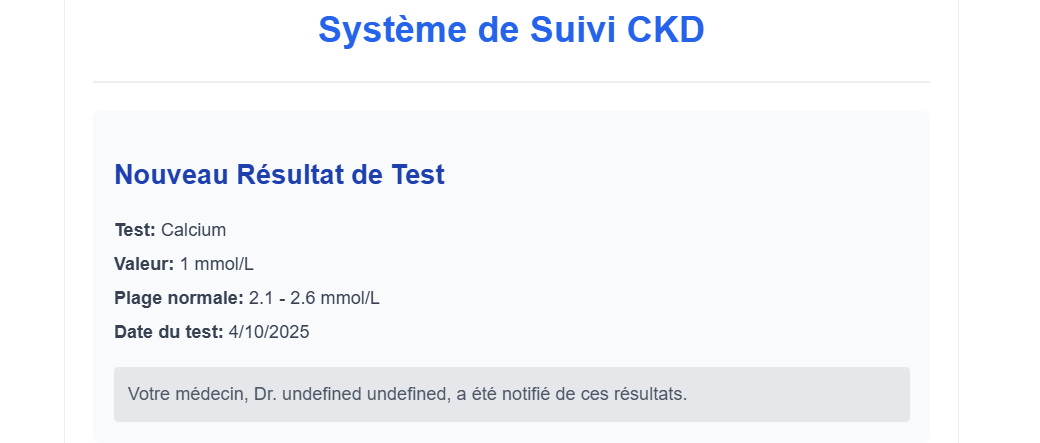 Système de Suivi CKD
Nouveau Résultat de Test
Test: Calcium
Valeur: 1 mmol/L
Plage normale: 2.1 - 2.6 mmol/L
Date du test: 4/10/2025
Votre médecin, Dr. undefined undefined, a été notifié de ces résultats.